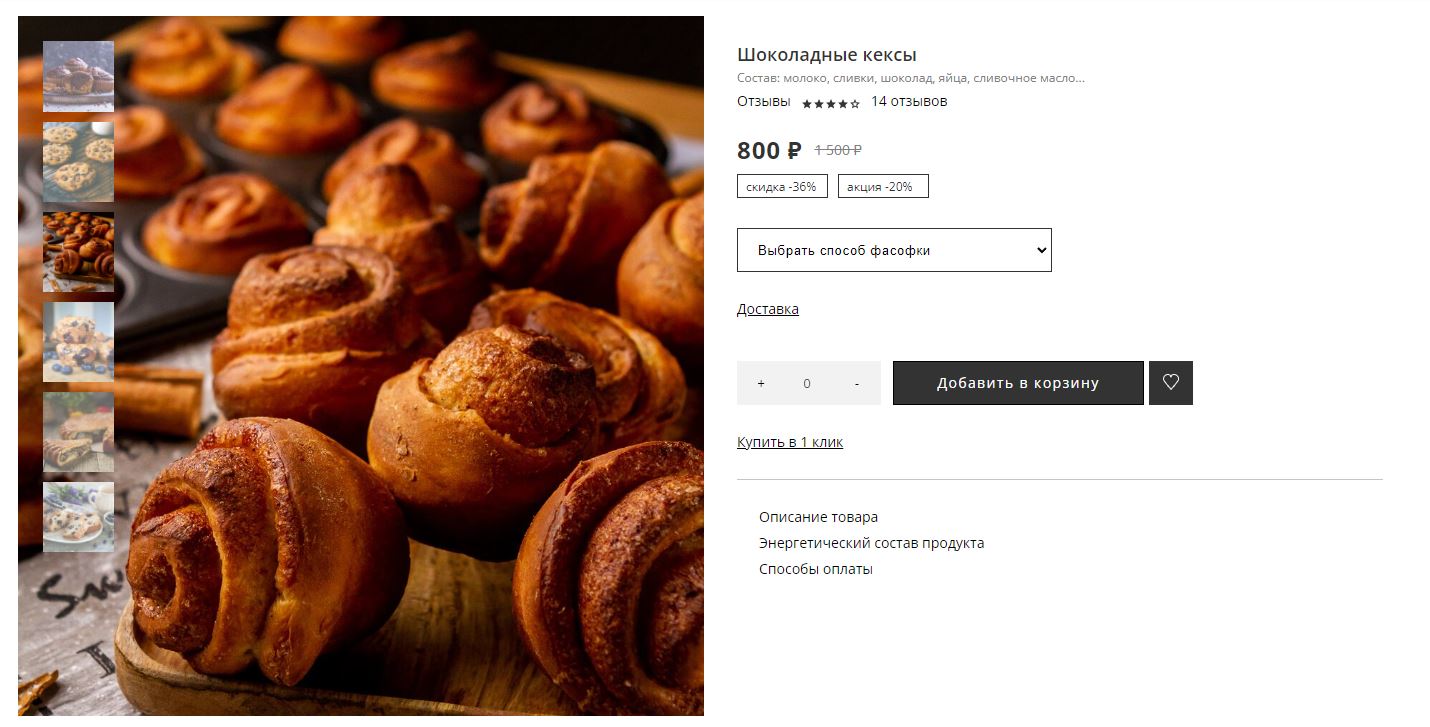 Шоколадные кексы
Состав: молоко, сливки, шоколад, яйца, сливочное масло...
Отзывы 14 отзывов
800 ₽ 1 500 ₽
скидка -36% акция -20%
Выбрать способ фасофки
Доставка
+ 0 -
Добавить в корзину
Купить в 1 клик
Описание товара
Энергетический состав продукта
Способы оплаты